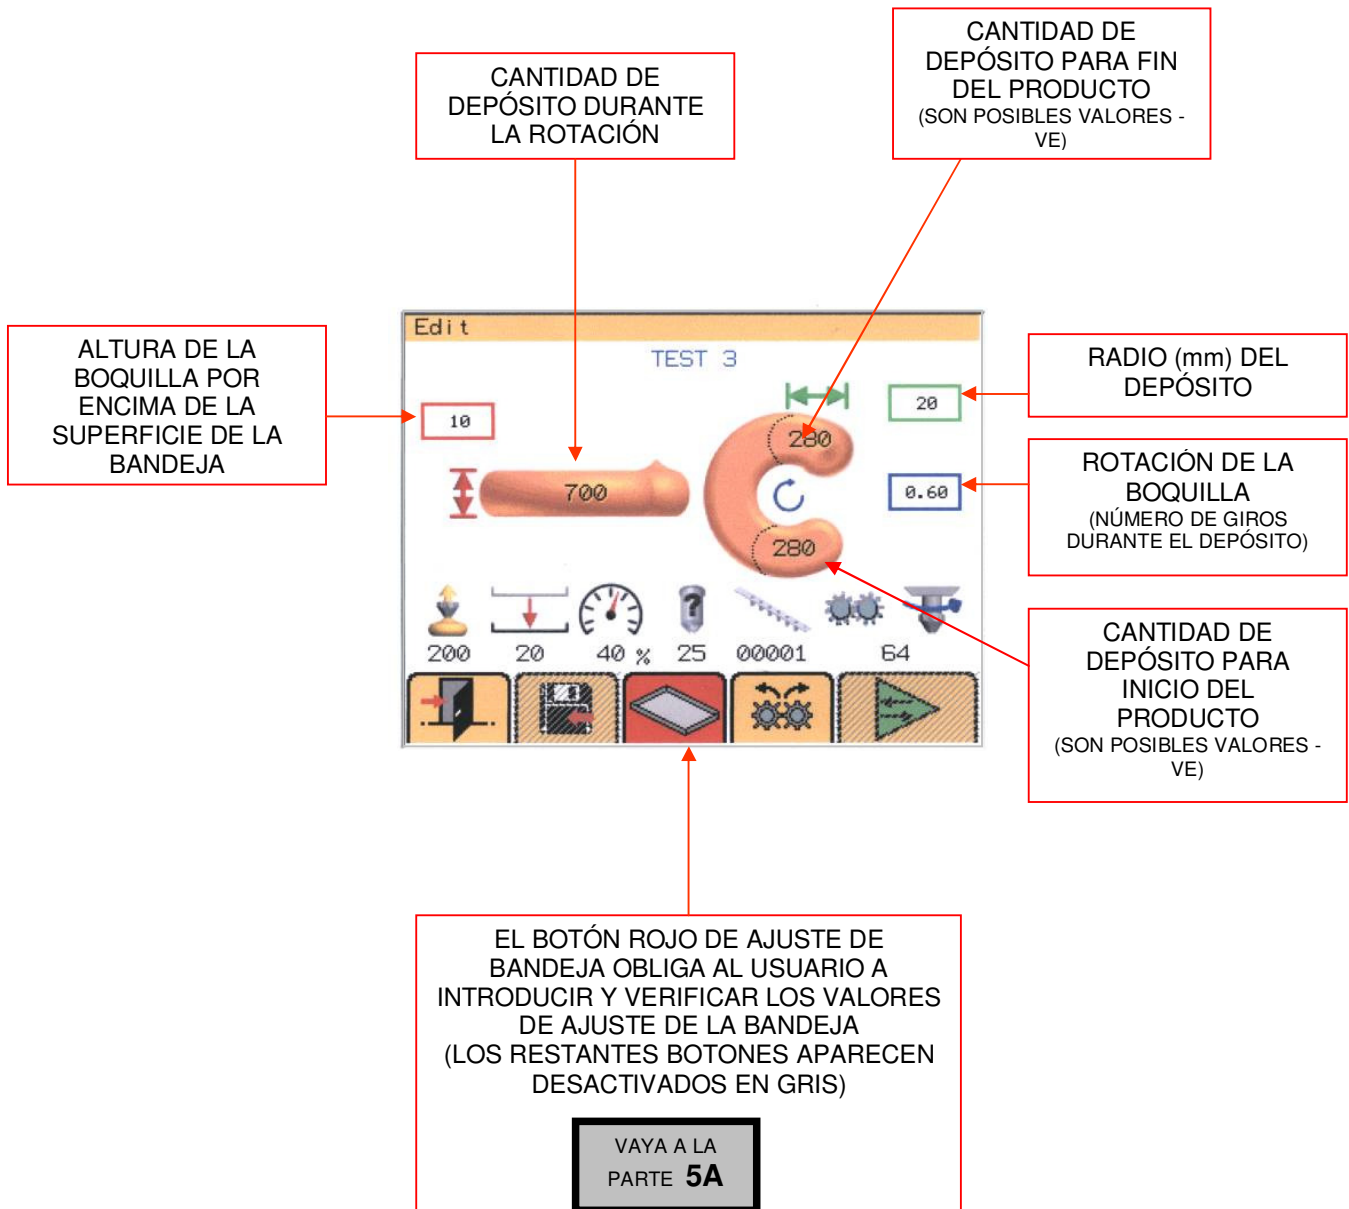 CANTIDAD DE
DEPÓSITO PARA FIN
DEL PRODUCTO
(SON POSIBLES VALORES -
VE)
CANTIDAD DE
DEPÓSITO DURANTE
LA ROTACIÓN
ALTURA DE LA
BOQUILLA POR
ENCIMA DE LA
SUPERFICIE DE LA
BANDEJA
Edit
TEST 3
10
20
280
700
0.60
280
200 20 40 % 25 00001 64
?
RADIO (mm) DEL
DEPÓSITO
ROTACIÓN DE LA
BOQUILLA
(NÚMERO DE GIROS
DURANTE EL DEPÓSITO)
CANTIDAD DE
DEPÓSITO PARA
INICIO DEL
PRODUCTO
(SON POSIBLES VALORES -
VE)
EL BOTÓN ROJO DE AJUSTE DE
BANDEJA OBLIGA AL USUARIO A
INTRODUCIR Y VERIFICAR LOS VALORES
DE AJUSTE DE LA BANDEJA
(LOS RESTANTES BOTONES APARECEN
DESACTIVADOS EN GRIS)
VAYA A LA
PARTE 5A